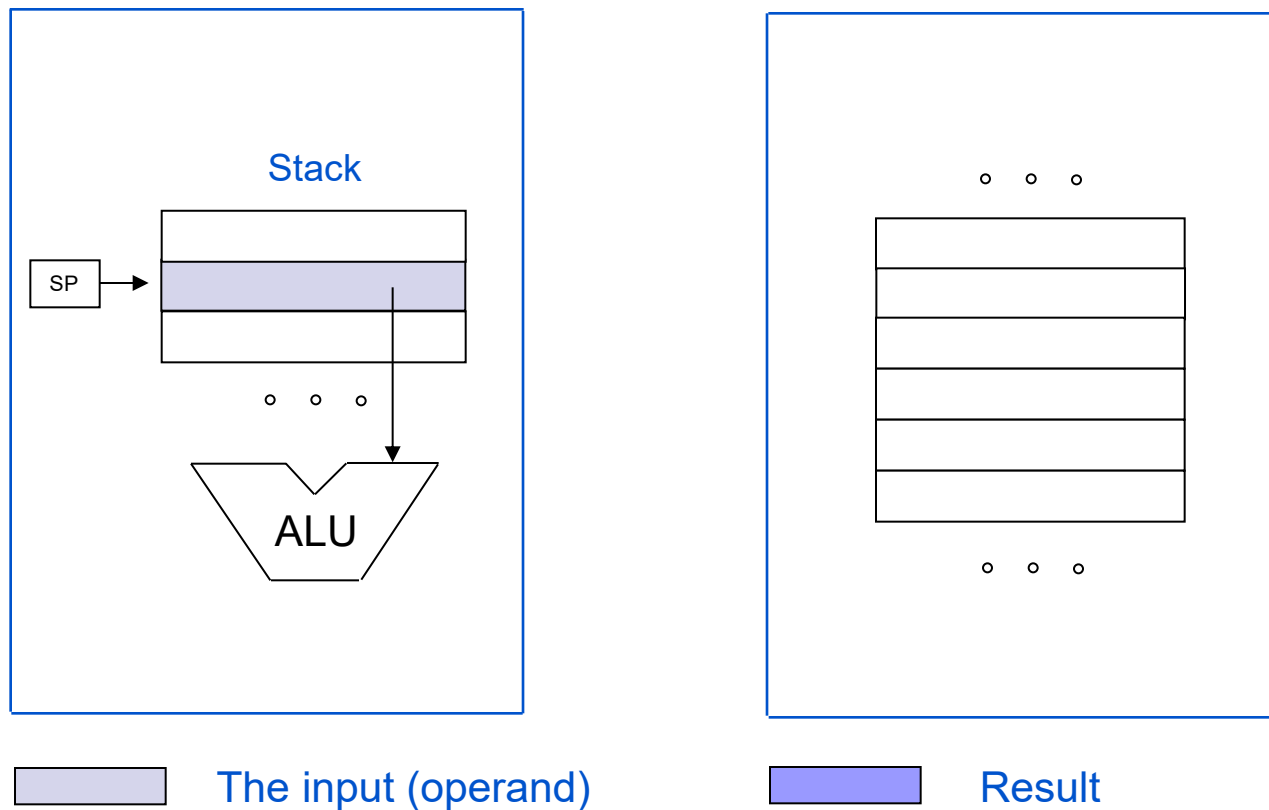 Stack
SP
ALU
The input (operand)
Result